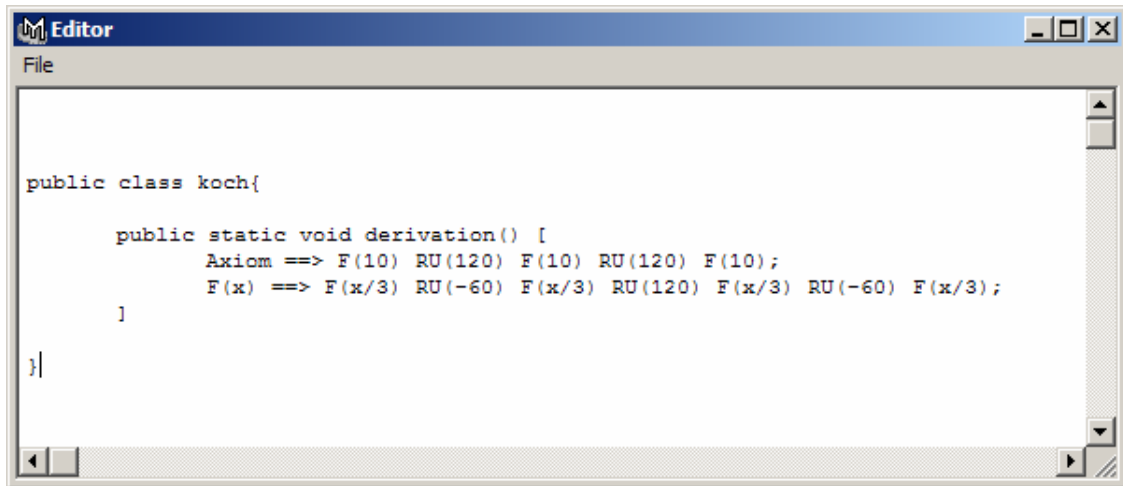 Editor
File
public class koch{
public static void derivation() [
Axiom ==> F(10) RU(120) F(10) RU(120) F(10);
F(x) ==> F(x/3) RU(-60) F(x/3) RU(120) F(x/3) RU(-60) F(x/3);
]
}